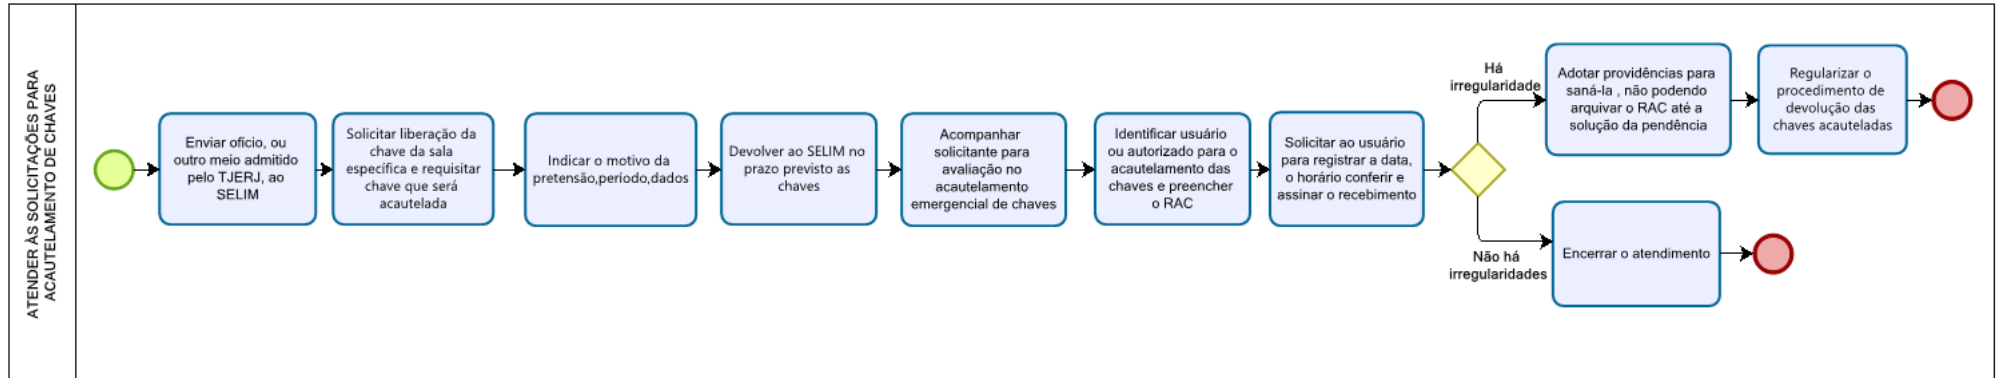 ATENDER ÀS SOLICITAÇÕES PARA
ACAUTELAMENTO DE CHAVES
Enviar ofício, ou
outro meio admitido
pelo TJERJ, ao
SELIM
Solicitar liberação da
chave da sala
específica e requisitar
chave que será
acautelada
Indicar o motivo da
pretensão,período,dados
Devolver ao SELIM no
prazo previsto as
chaves
Acompanhar
solicitante para
avaliação no
acautelamento
emergencial de chaves
Identificar usuário
ou autorizado para o
acautelamento das
chaves e preencher
o RAC
Solicitar ao usuário
para registrar a data,
o horário conferir e
assinar o recebimento
Há
irregularidade
Adotar providências para
saná-la , não podendo
arquivar o RAC até a
solução da pendência
Regularizar o
procedimento de
devolução das
chaves acauteladas
Não há
irregularidades
Encerrar o atendimento